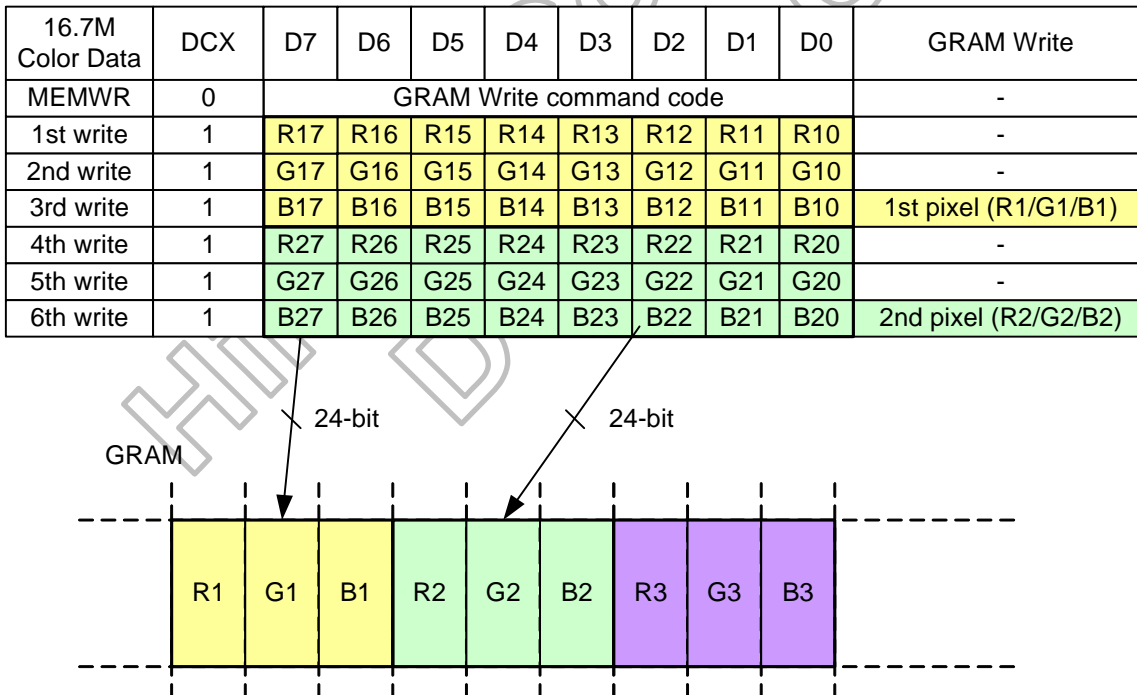 16.7M Color Data DCX D7 D6 D5 D4 D3 D2 D1 D0 GRAM Write
MEMWR 0 GRAM Write command code -
1st write 1 R17 R16 R15 R14 R13 R12 R11 R10 -
2nd write 1 G17 G16 G15 G14 G13 G12 G11 G10 -
3rd write 1 B17 B16 B15 B14 B13 B12 B11 B10 1st pixel (R1/G1/B1)
4th write 1 R27 R26 R25 R24 R23 R22 R21 R20 -
5th write 1 G27 G26 G25 G24 G23 G22 G21 G20 -
6th write 1 B27 B26 B25 B24 B23 B22 B21 B20 2nd pixel (R2/G2/B2)
24-bit 24-bit
GRAM
R1 G1 B1 R2 G2 B2 R3 G3 B3